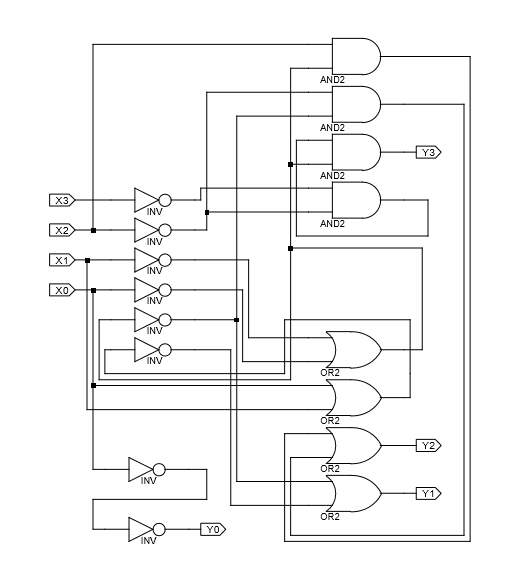 AND2
AND2
AND2
Y3
X3
INV
AND2
X2
INV
X1
INV
X0
INV
INV
INV
OR2
OR2
Y2
OR2
INV
Y1
OR2
Y0
INV